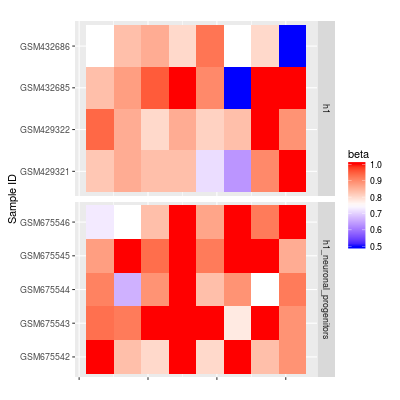 GSM432686
GSM432685
GSM429322
GSM429321
h1
GSM675546
GSM675545
GSM675544
GSM675543
GSM675542
h1_neuronal_progenitors
Sample ID
beta
1.0
0.9
0.8
0.7
0.6
0.5